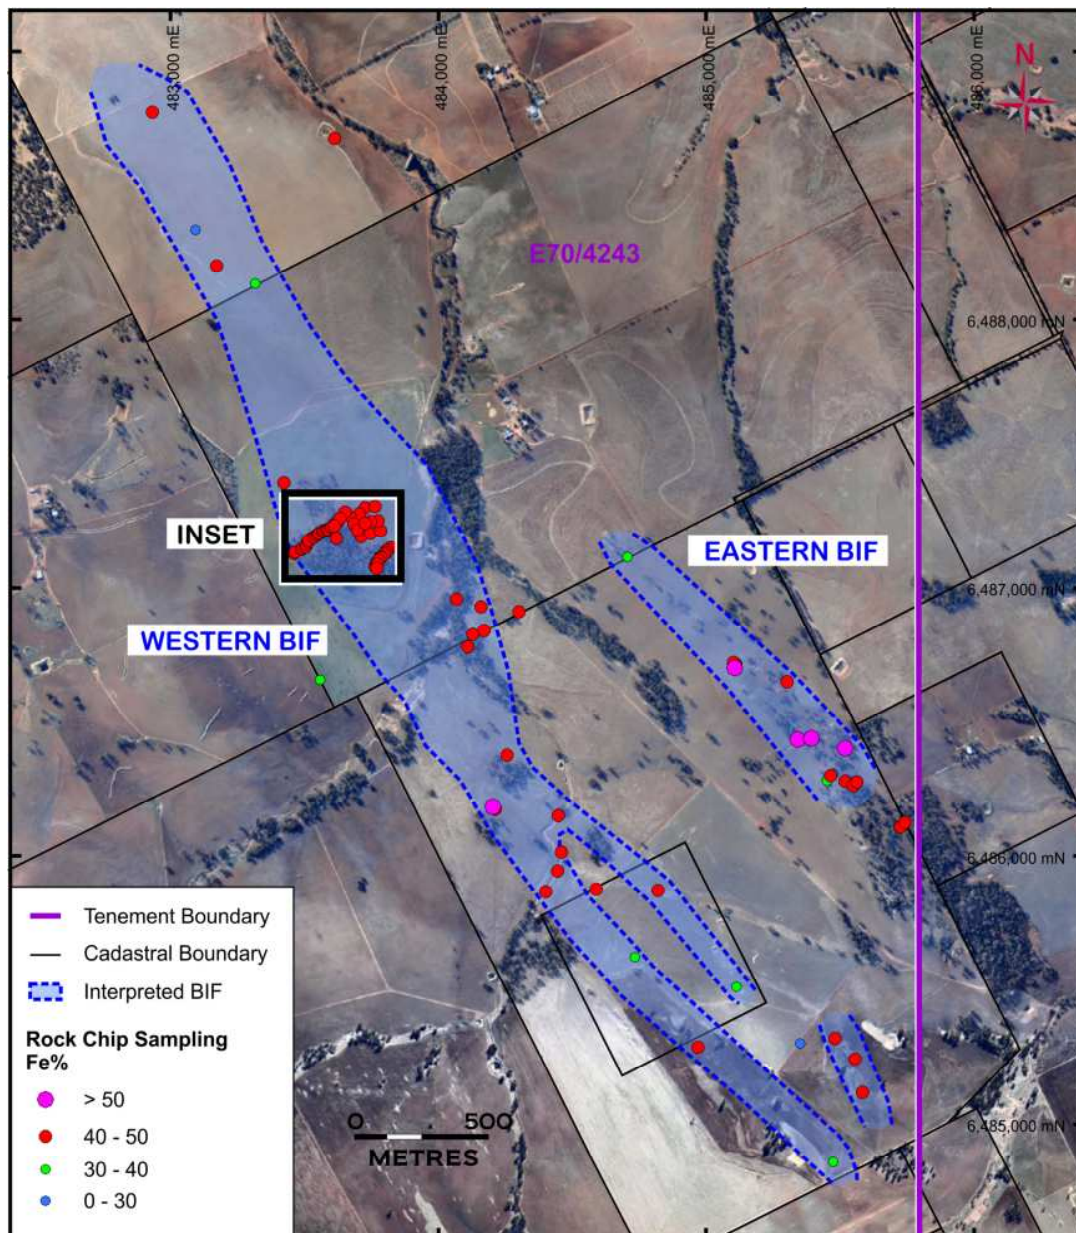 483,000 mE
484,000 mE
485,000 mE
486,000 mE
N
E70/4243
6,488,000 mN
INSET
EASTERN BIF
6,487,000 mN
WESTERN BIF
6,486,000 mN
Tenement Boundary
Cadastral Boundary
Interpreted BIF
Rock Chip Sampling
Fe%
> 50
40 - 50
30 - 40
0 - 30
0 500
METRES
6,485,000 mN